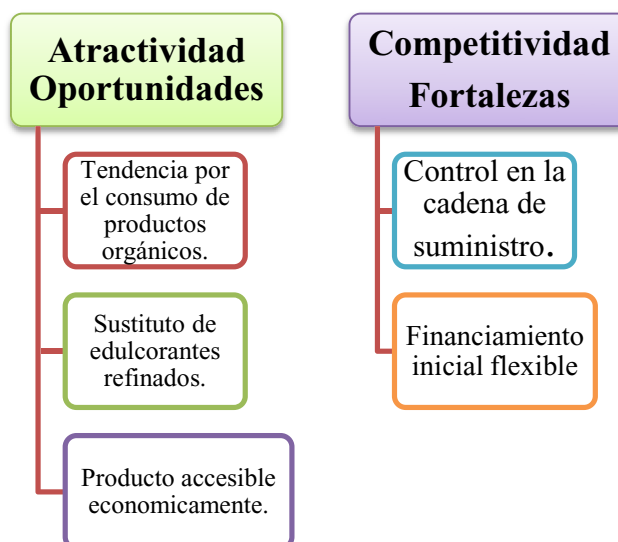 Atractividad
Oportunidades
Tendencia por
el consumo de
productos
orgánicos.
Sustituto de
edulcorantes
refinados.
Producto accesible
economicamente.
Competitividad
Fortalezas
Control en la
cadena de
suministro.
Financiamiento
inicial flexible